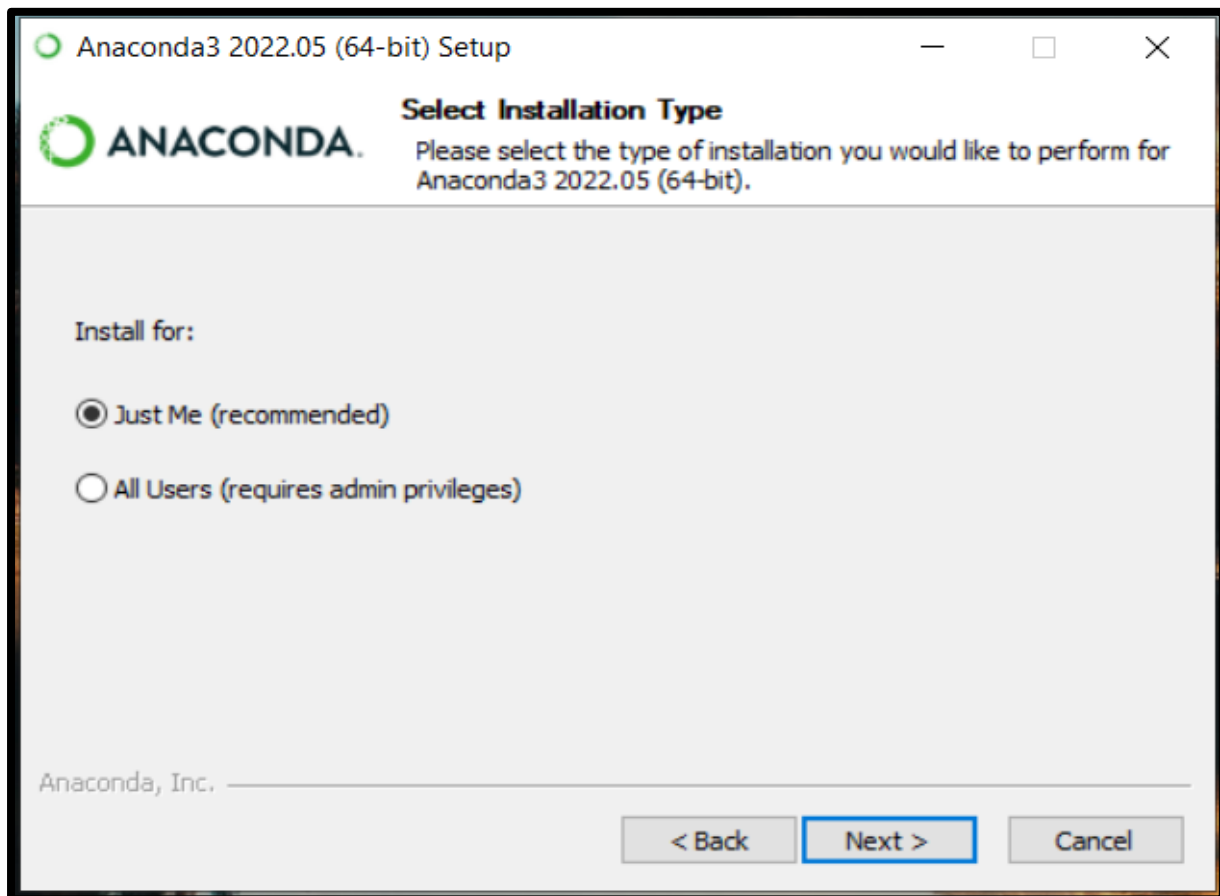 Anaconda3 2022.05 (64-bit) Setup
ANACONDA.
Select Installation Type
Please select the type of installation you would like to perform for
Anaconda3 2022.05 (64-bit).
Install for:
Just Me (recommended)
All Users (requires admin privileges)
Anaconda, Inc.
< Back
Next >
Cancel